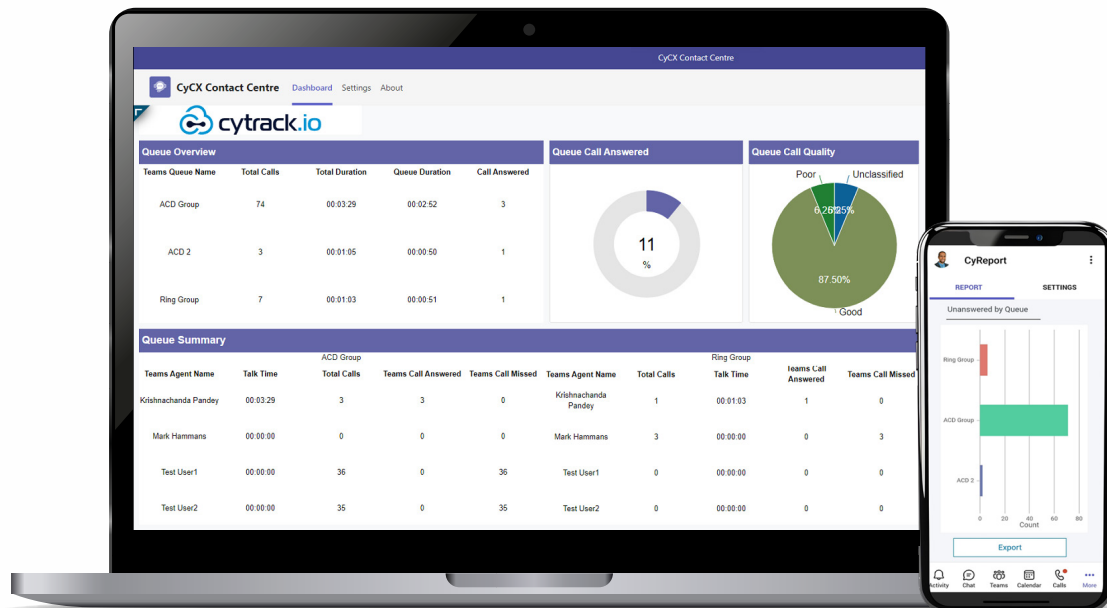 CyCX Contact Centre
CyCX Contact Centre Dashboard Settings About
cytrack.io
Queue Overview
Teams Queue Name Total Calls Total Duration Queue Duration Call Answered
ACD Group 74 00:03:29 00:02:52 3
ACD 2 3 00:01:05 00:00:50 1
Ring Group 7 00:01:03 00:00:51 1
Queue Call Answered
11
%
Queue Call Quality
Poor Unclassified
87.50%
Good
Queue Summary
ACD Group
Teams Agent Name Talk Time Total Calls Teams Call Answered Teams Call Missed
Krishnachanda Pandey 00:03:29 3 3 0
Mark Hammans 00:00:00 0 0 0
Test User1 00:00:00 36 0 36
Test User2 00:00:00 35 0 35
Ring Group
Teams Agent Name Total Calls Talk Time Teams Call Answered Teams Call Missed
Krishnachanda Pandey 1 00:01:03 1 0
Mark Hammans 3 00:00:00 0 3
Test User1 0 00:00:00 0 0
Test User2 0 00:00:00 0 0
CyReport
REPORT SETTINGS
Unanswered by Queue
Ring Group
ACD Group
ACD 2
0 20 40 60 80
Count
Export
Activity Chat Teams Calendar Calls More